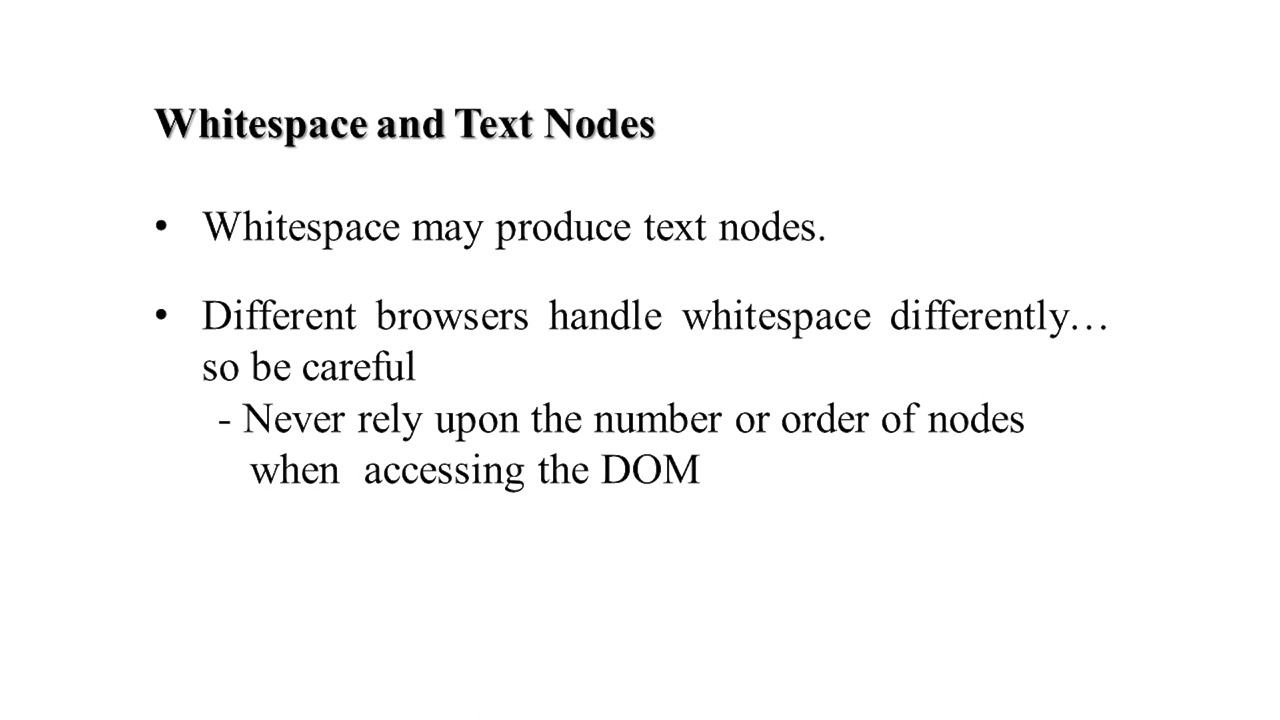 Whitespace and Text Nodes
• Whitespace may produce text nodes.
• Different browsers handle whitespace differently…
so be careful
- Never rely upon the number or order of nodes
when accessing the DOM